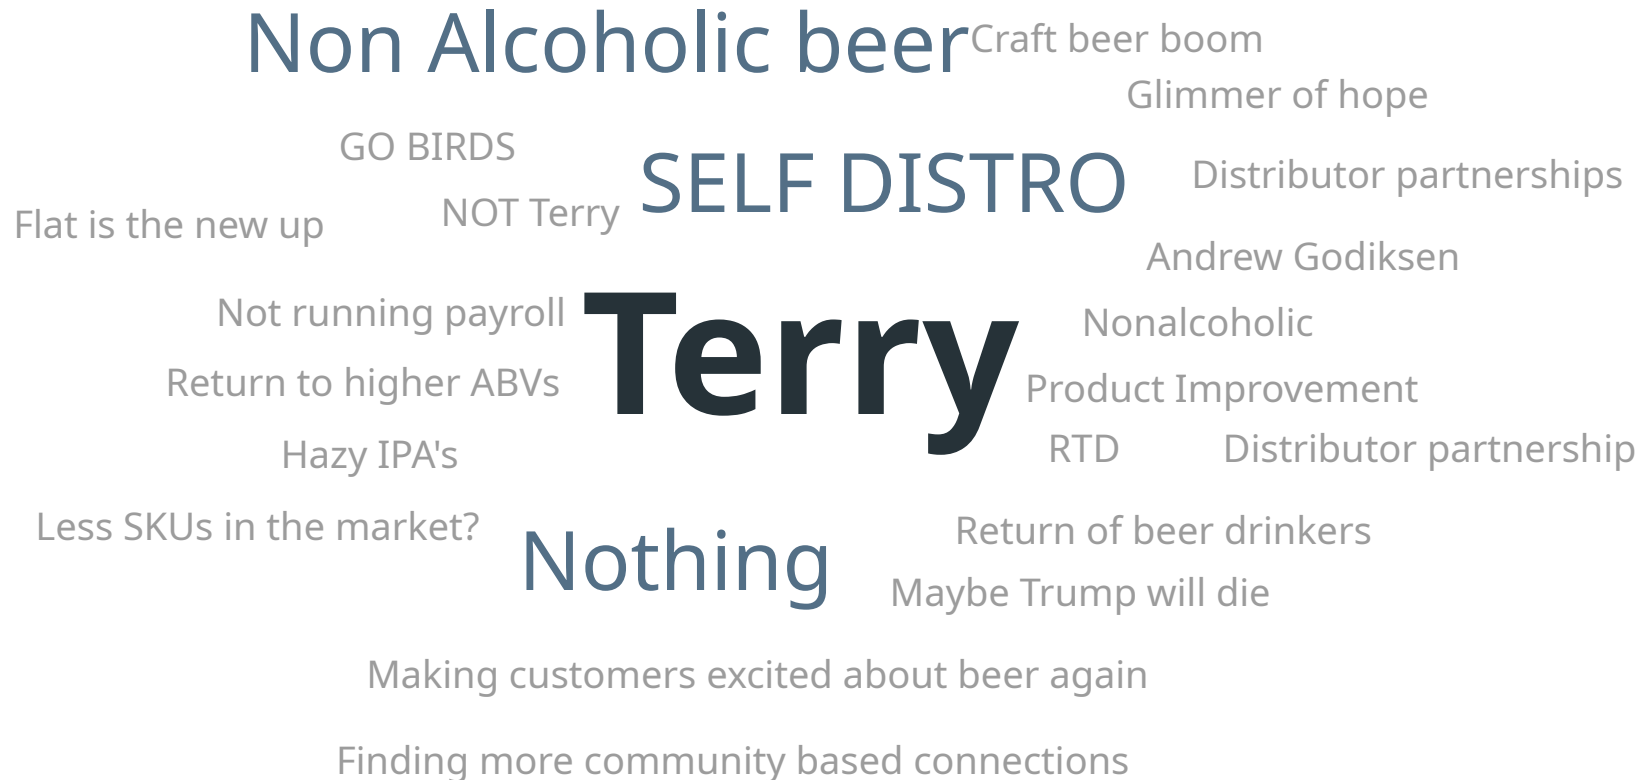 Non Alcoholic beer
Craft beer boom
Glimmer of hope
GO BIRDS
SELF DISTRO
Distributor partnerships
Flat is the new up
NOT Terry
Andrew Godiksen
Not running payroll
Terry
Nonalcoholic
Return to higher ABVs
Product Improvement
Hazy IPA's
RTD
Distributor partnership
Less SKUs in the market?
Nothing
Return of beer drinkers
Maybe Trump will die
Making customers excited about beer again
Finding more community based connections